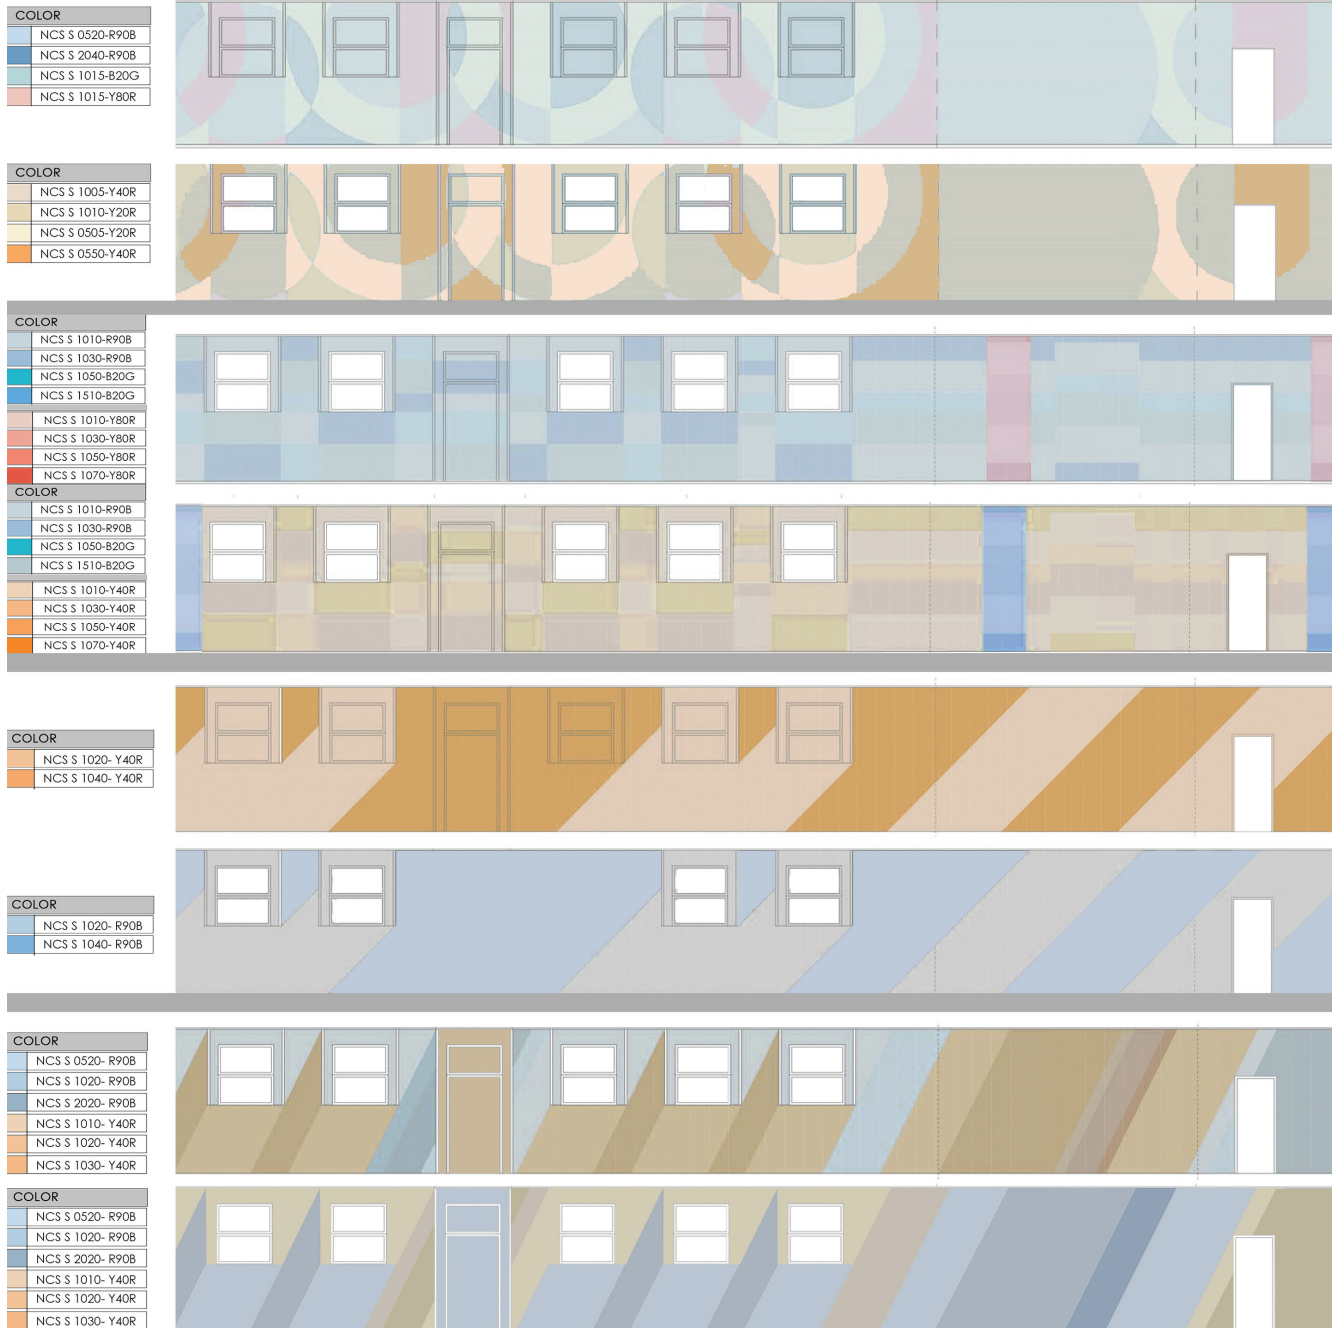 COLOR
NCS S 0520-R90B
NCS S 2040-R90B
NCS S 1015-B20G
NCS S 1015-Y80R
COLOR
NCS S 1005-Y40R
NCS S 1010-Y20R
NCS S 0505-Y20R
NCS S 0550-Y40R
COLOR
NCS S 1010-R90B
NCS S 1030-R90B
NCS S 1050-B20G
NCS S 1510-B20G
NCS S 1010-Y80R
NCS S 1030-Y80R
NCS S 1050-Y80R
NCS S 1070-Y80R
COLOR
NCS S 1010-R90B
NCS S 1030-R90B
NCS S 1050-B20G
NCS S 1510-B20G
NCS S 1010-Y40R
NCS S 1030-Y40R
NCS S 1050-Y40R
NCS S 1070-Y40R
COLOR
NCS S 1020- Y40R
NCS S 1040- Y40R
COLOR
NCS S 1020- R90B
NCS S 1040- R90B
COLOR
NCS S 0520- R90B
NCS S 1020- R90B
NCS S 2020- R90B
NCS S 1010- Y40R
NCS S 1020- Y40R
NCS S 1030- Y40R
COLOR
NCS S 0520- R90B
NCS S 1020- R90B
NCS S 2020- R90B
NCS S 1010- Y40R
NCS S 1020- Y40R
NCS S 1030- Y40R